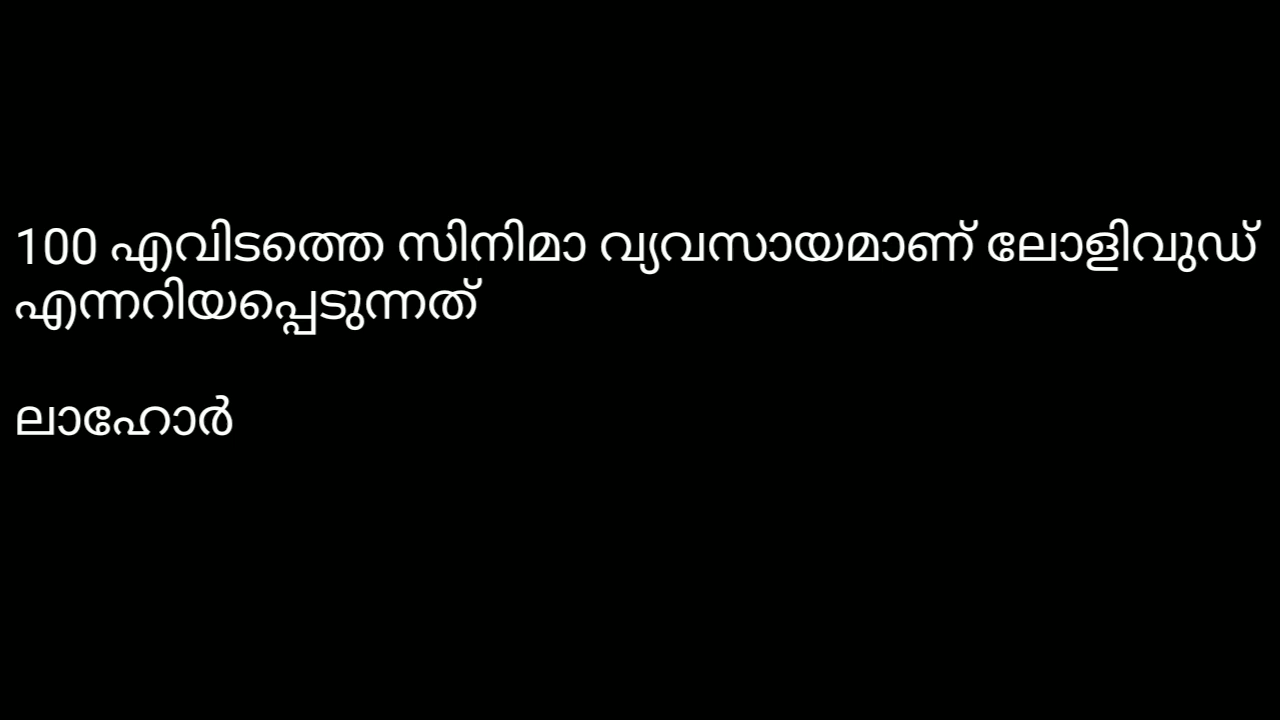 100 എവിടത്തെ സിനിമാ വ്യവസായമാണ് ലോളിവുഡ്
എന്നറിയപ്പെടുന്നത്
ലാഹോർ